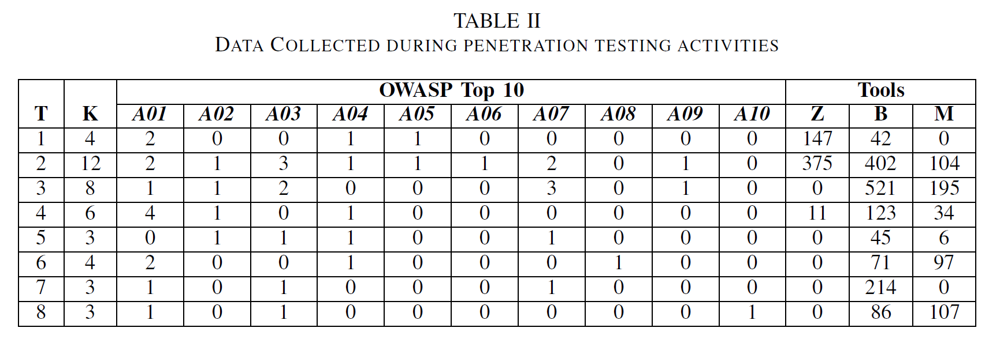 TABLE II
DATA COLLECTED DURING PENETRATION TESTING ACTIVITIES
OWASP Top 10 Tools
T K A01 A02 A03 A04 A05 A06 A07 A08 A09 A10 Z B M
1 4 2 0 0 1 1 0 0 0 0 0 147 42 0
2 12 2 1 3 1 1 1 2 0 1 0 375 402 104
3 8 1 1 2 0 0 0 3 0 1 0 0 521 195
4 6 4 1 0 1 0 0 0 0 0 0 11 123 34
5 3 0 1 1 1 0 0 1 0 0 0 0 45 6
6 4 2 0 0 1 0 0 0 1 0 0 0 71 97
7 3 1 0 1 0 0 0 1 0 0 0 0 214 0
8 3 1 0 1 0 0 0 0 0 0 1 0 86 107